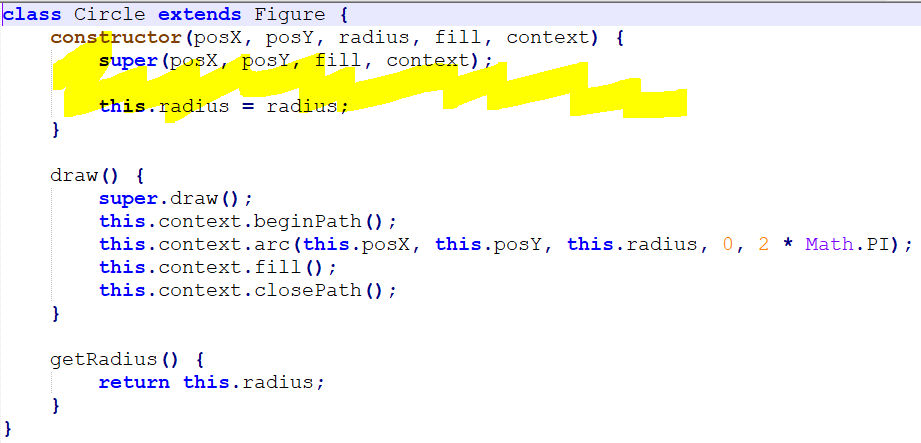 class Circle extends Figure {
constructor(posX, posY, radius, fill, context) {
super(posX, posY, fill, context);
this.radius = radius;
}
draw() {
super.draw();
this.context.beginPath();
this.context.arc(this.posX, this.posY, this.radius, 0, 2 * Math.PI);
this.context.fill();
this.context.closePath();
}
getRadius() {
return this.radius;
}
}